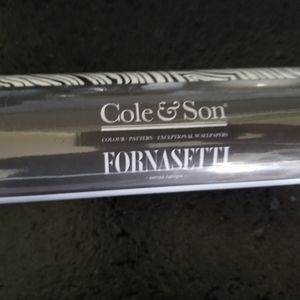 Cole & Son®
COLOUR · PATTERN · EXCEPTIONAL WALLPAPERS
FORNASETTI
- senza tempo -